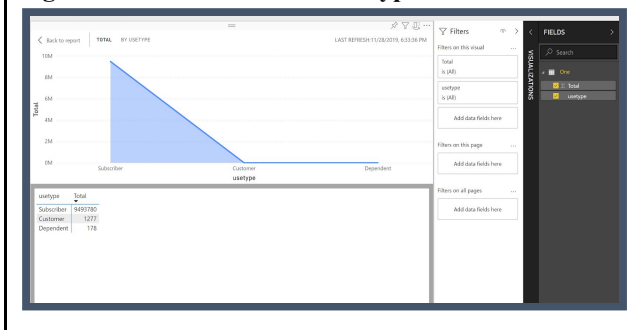 Back to report TOTAL BY USETYPE LAST REFRESH:11/28/2019, 6:33:36 PM
10M
8M
6M
4M
2M
0M
Total
Subscriber Customer Dependent
usetype
usetype Total
Subscriber 9493780
Customer 1277
Dependent 178
Filters
Filters on this visual ...
Total
is (All)
usetype
is (All)
Add data fields here
Filters on this page ...
Add data fields here
Filters on all pages ...
Add data fields here
VISUALIZATIONS
FIELDS
Search
One
Total
usetype